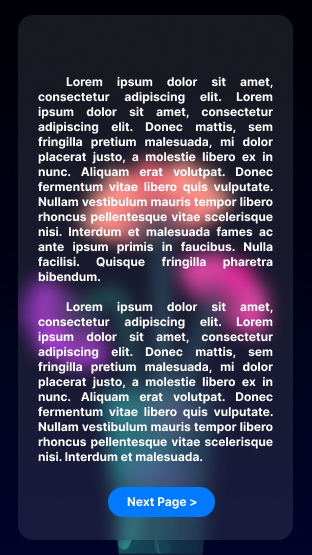 Lorem ipsum dolor sit amet,
consectetur adipiscing elit. Lorem
ipsum dolor sit amet, consectetur
adipiscing elit. Donec mattis, sem
fringilla pretium malesuada, mi dolor
placerat justo, a molestie libero ex in
nunc. Aliquam erat volutpat. Donec
fermentum vitae libero quis vulputate.
Nullam vestibulum mauris tempor libero
rhoncus pellentesque vitae scelerisque
nisi. Interdum et malesuada fames ac
ante ipsum primis in faucibus. Nulla
facilisi. Quisque fringilla pharetra
bibendum.
Lorem ipsum dolor sit amet,
consectetur adipiscing elit. Lorem
ipsum dolor sit amet, consectetur
adipiscing elit. Donec mattis, sem
fringilla pretium malesuada, mi dolor
placerat justo, a molestie libero ex in
nunc. Aliquam erat volutpat. Donec
fermentum vitae libero quis vulputate.
Nullam vestibulum mauris tempor libero
rhoncus pellentesque vitae scelerisque
nisi. Interdum et malesuada.
Next Page >